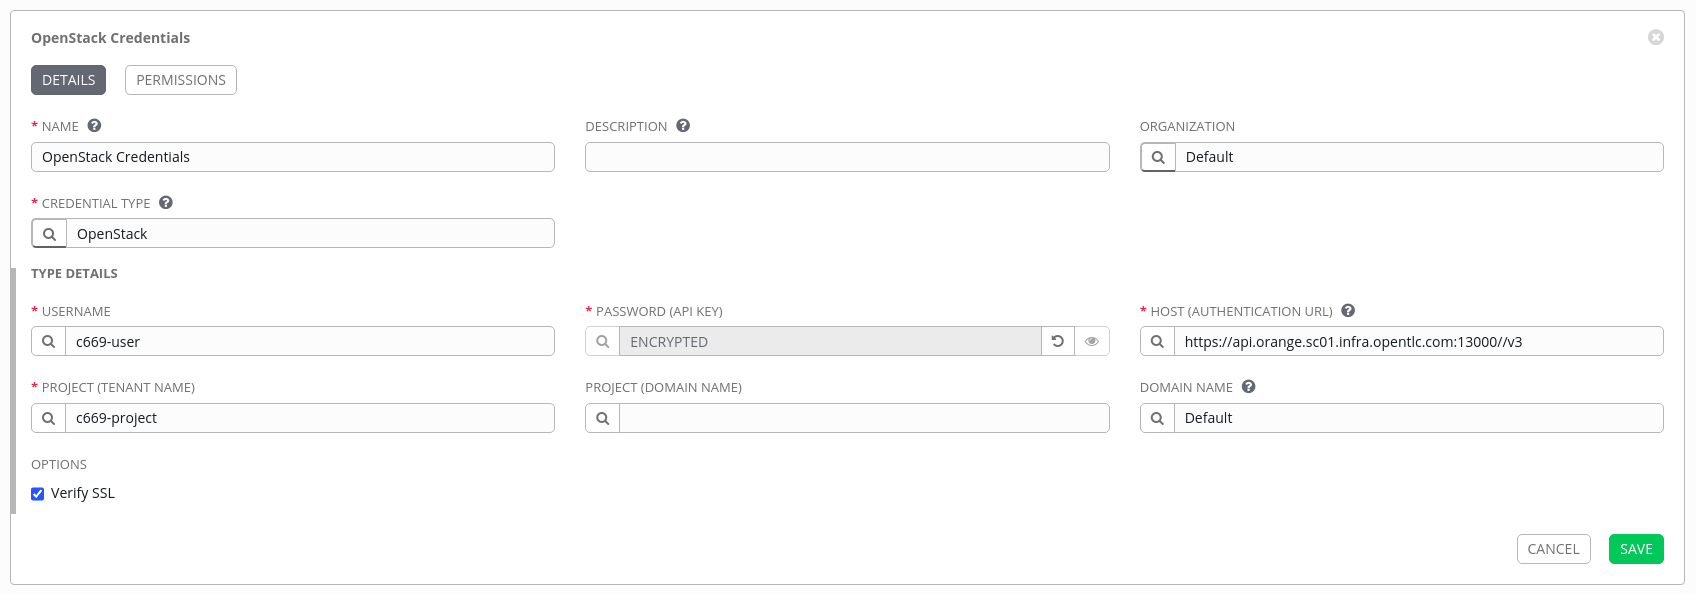 OpenStack Credentials
DETAILS PERMISSIONS
* NAME ? DESCRIPTION ? ORGANIZATION
OpenStack Credentials Default
* CREDENTIAL TYPE ?
OpenStack
TYPE DETAILS
* USERNAME * PASSWORD (API KEY) * HOST (AUTHENTICATION URL) ?
c669-user ENCRYPTED https://api.orange.sc01.infra.opentlc.com:13000//v3
* PROJECT (TENANT NAME) PROJECT (DOMAIN NAME) DOMAIN NAME ?
c669-project Default
OPTIONS
Verify SSL
CANCEL SAVE